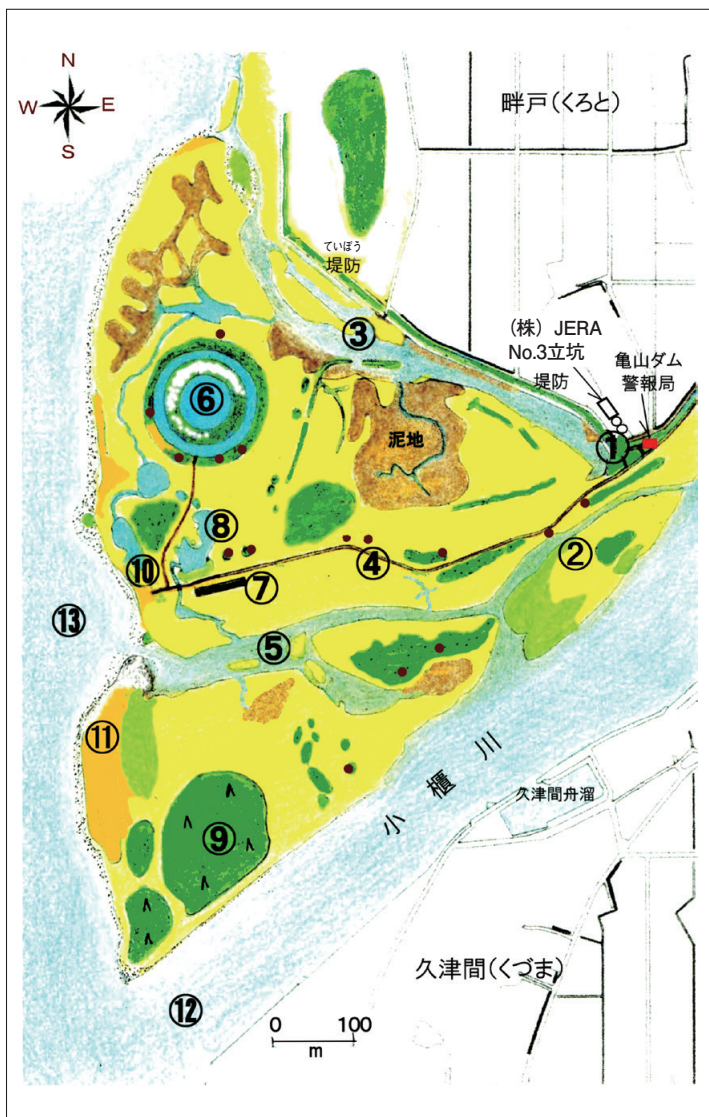 N
W E
S
畔戸(くろと)
ていぼう
堤防
(株) JERA
No.3立坑
堤防
亀山ダム
警報局
①
②
③
④
⑤
⑥
⑦
⑧
⑨
⑩
⑪
⑫
⑬
泥地
小櫃川
久津間舟溜
久津間(くづま)
0 100
m